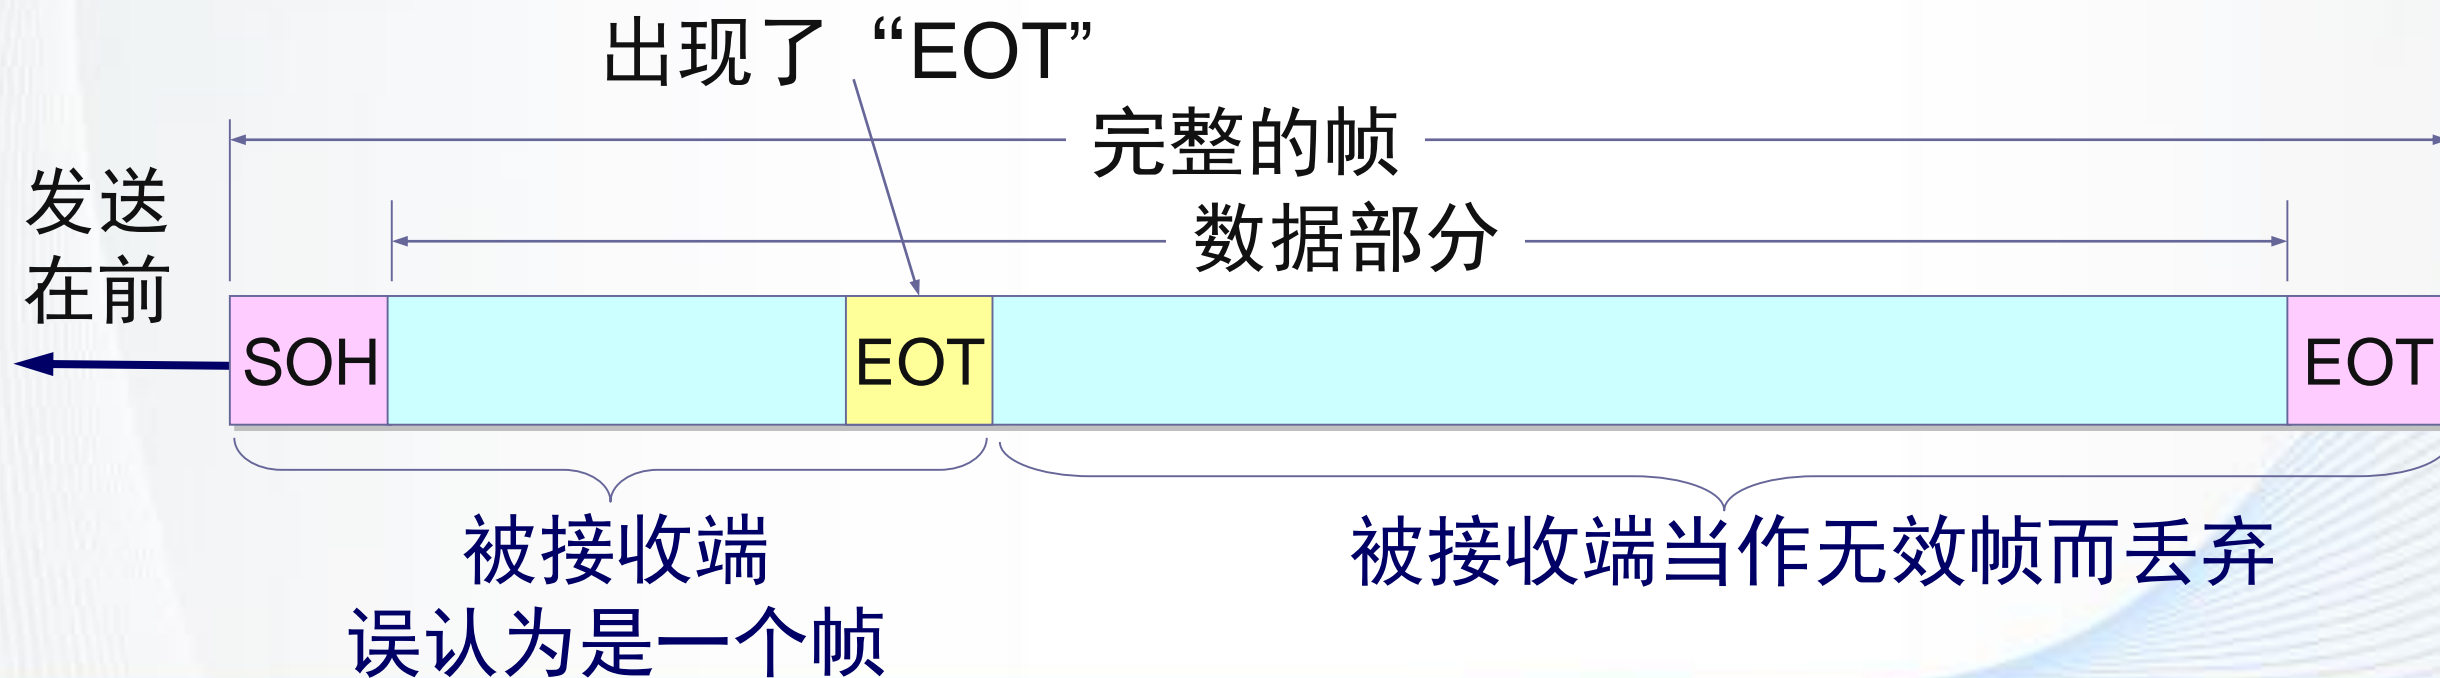 出现了 “EOT”
完整的帧
数据部分
发送
在前
SOH
EOT
EOT
被接收端
误认为是一个帧
被接收端当作无效帧而丢弃